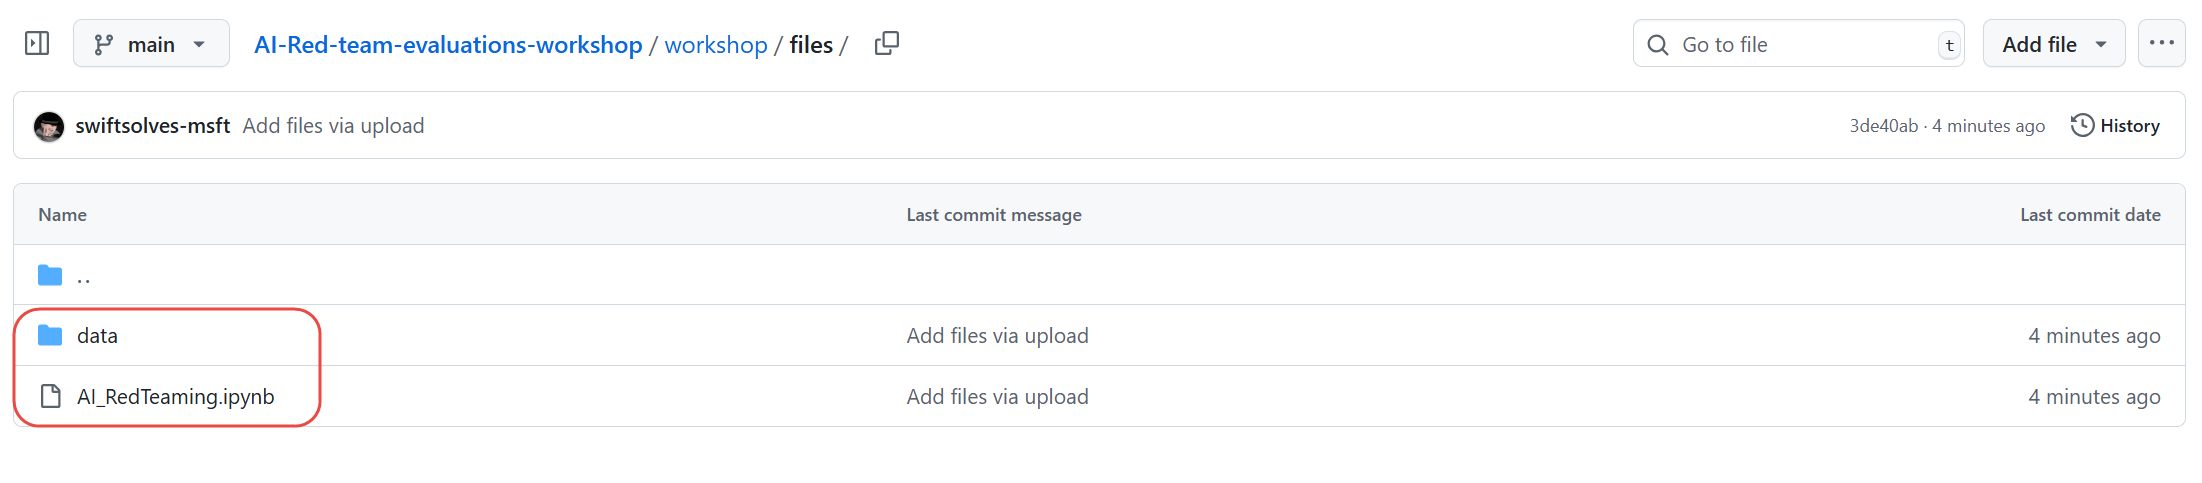 main AI-Red-team-evaluations-workshop / workshop / files / Go to file t Add file ...
swiftsolves-msft Add files via upload 3de40ab · 4 minutes ago History
Name Last commit message Last commit date
..
data Add files via upload 4 minutes ago
AI_RedTeaming.ipynb Add files via upload 4 minutes ago